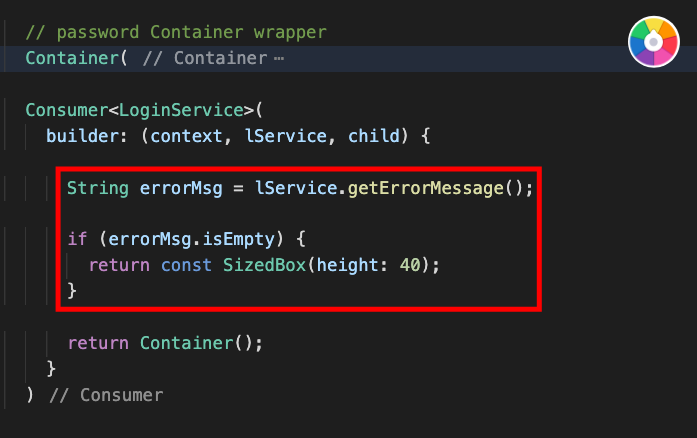 // password Container wrapper
Container( // Container ⋯
Consumer<LoginService>(
builder: (context, lService, child) {
String errorMsg = lService.getErrorMessage();
if (errorMsg.isEmpty) {
return const SizedBox(height: 40);
}
return Container();
}
) // Consumer